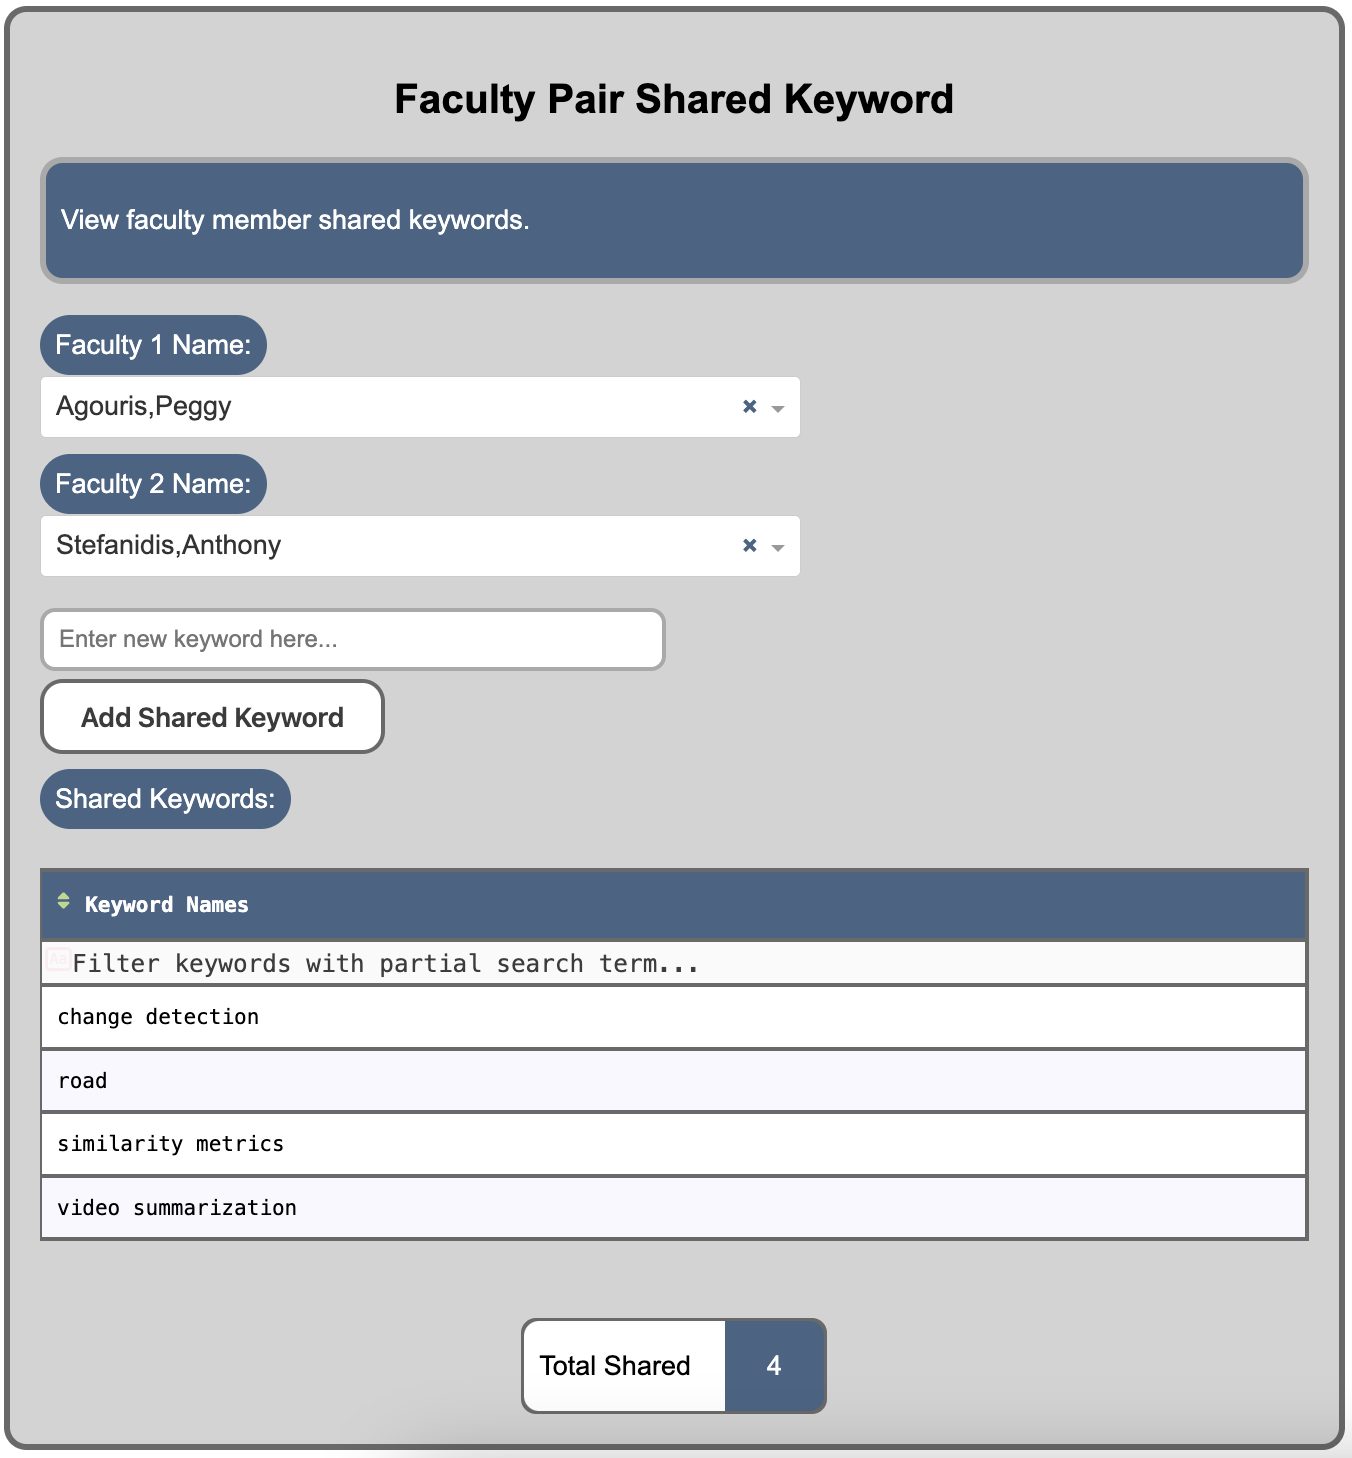 Faculty Pair Shared Keyword
View faculty member shared keywords.
Faculty 1 Name:
Agouris,Peggy
Faculty 2 Name:
Stefanidis,Anthony
Enter new keyword here...
Add Shared Keyword
Shared Keywords:
Keyword Names
Aa Filter keywords with partial search term...
change detection
road
similarity metrics
video summarization
Total Shared 4